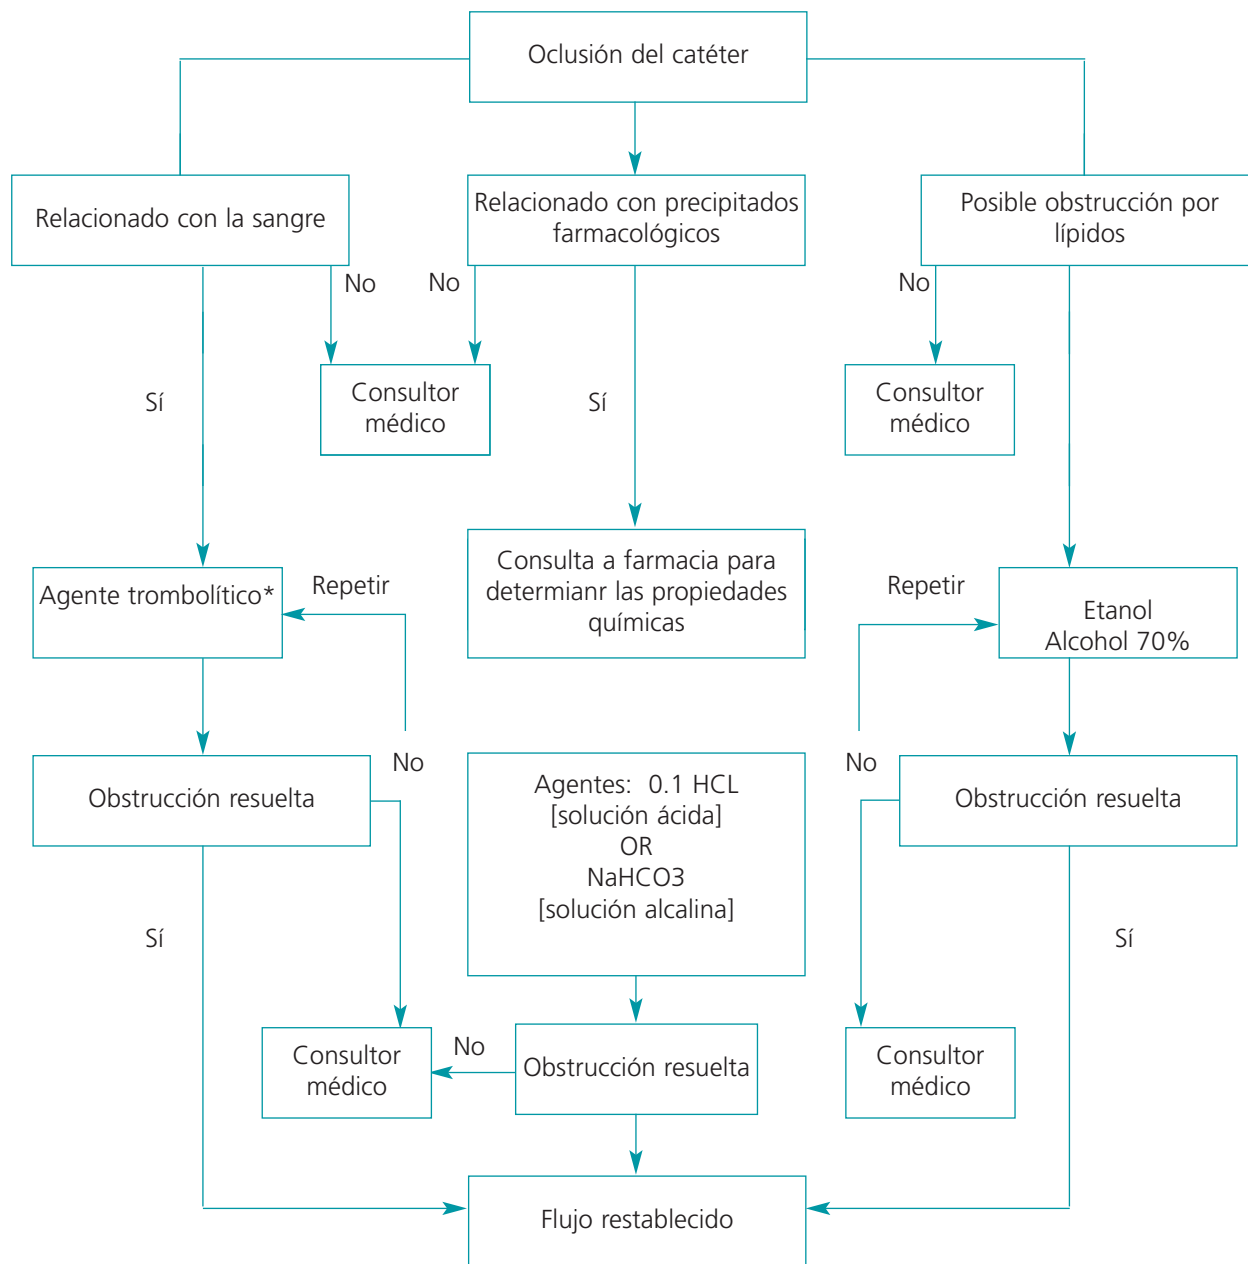 Oclusión del catéter
Relacionado con la sangre
Relacionado con precipitados
farmacológicos
Posible obstrucción por
lípidos
No
No
No
Consultor
médico
Consultor
médico
Sí
Sí
Agente trombolítico*
Repetir
Consulta a farmacia para
determianr las propiedades
químicas
Repetir
Etanol
Alcohol 70%
No
No
Obstrucción resuelta
Agentes: 0.1 HCL
[solución ácida]
OR
NaHCO3
[solución alcalina]
Obstrucción resuelta
Sí
Sí
Consultor
médico
No
Obstrucción resuelta
Consultor
médico
Flujo restablecido